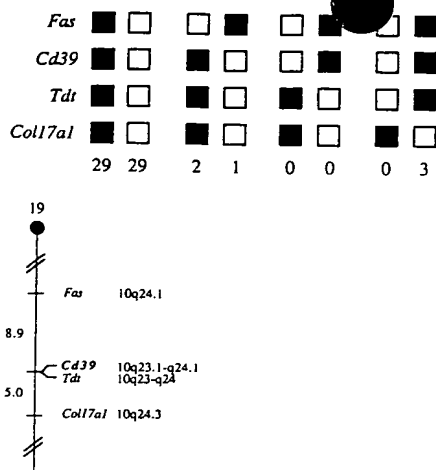 Fas
Cd39
Tdt
Col17a1
29 29 2 1 0 0 0 3
19
Fas 10q24.1
8.9
Cd39 10q23.1-q24.1
Tdt 10q23-q24
5.0
Col17a1 10q24.3